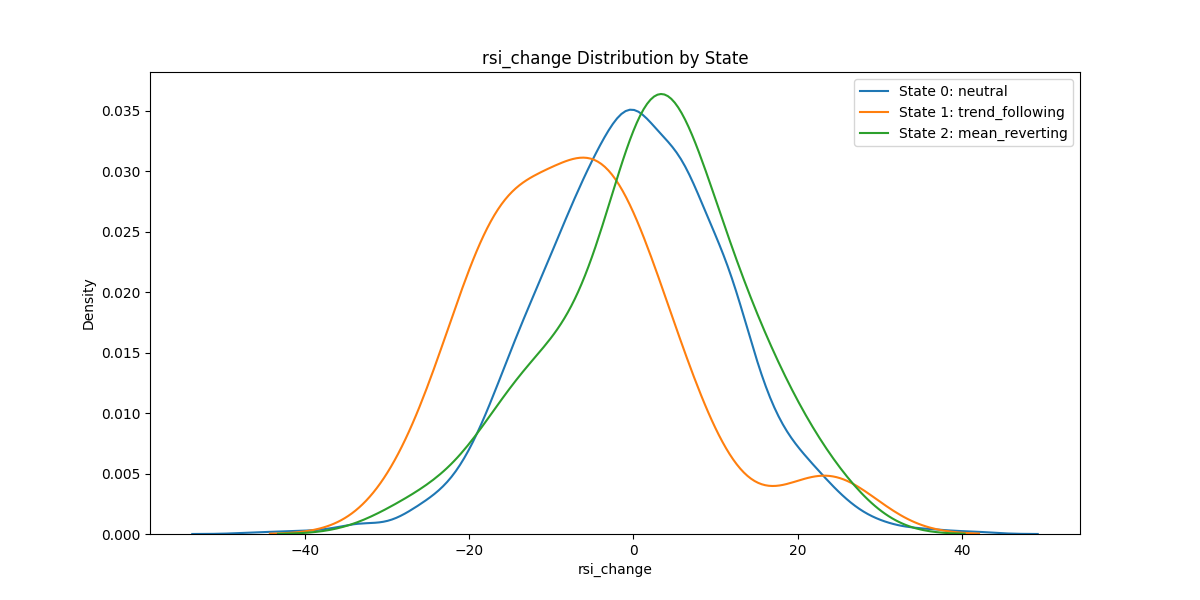 rsi_change Distribution by State
State 0: neutral
State 1: trend_following
State 2: mean_reverting
Density
0.035
0.030
0.025
0.020
0.015
0.010
0.005
0.000
−40 −20 0 20 40
rsi_change